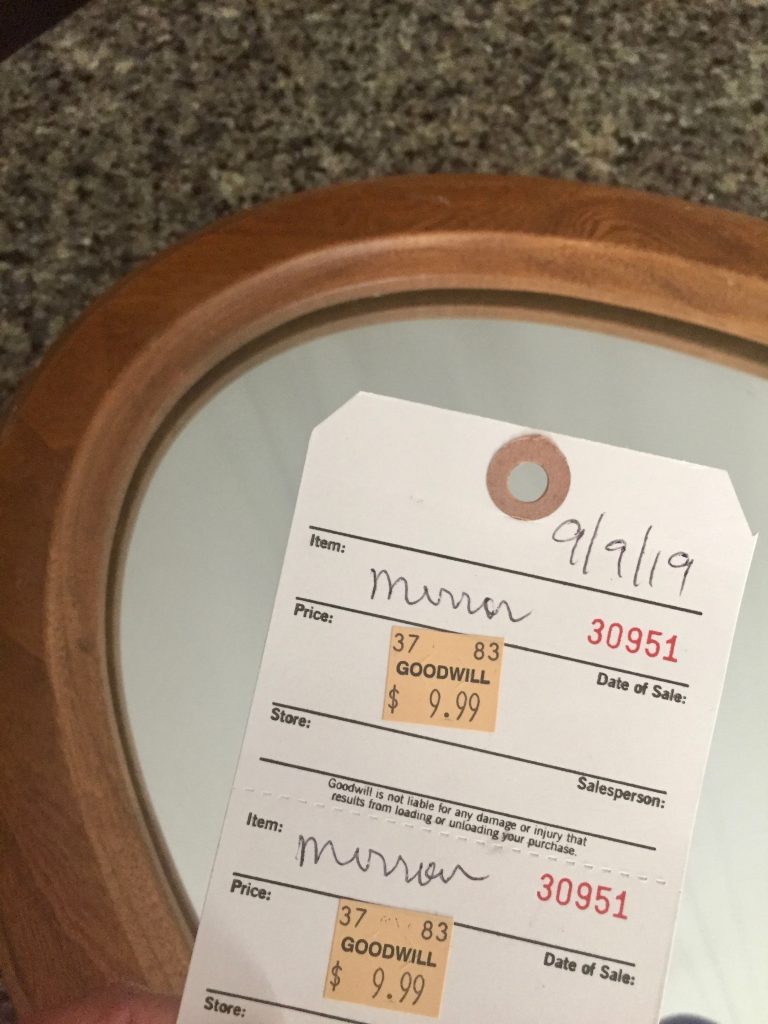 9/9/19
Item:
mirror
30951
Price:
37 83
GOODWILL
$ 9.99
Date of Sale:
Store:
Salesperson:
Goodwill is not liable for any damage or injury that
results from loading or unloading your purchase.
Item:
mirror
30951
Price:
37 83
GOODWILL
$ 9.99
Date of Sale:
Store: